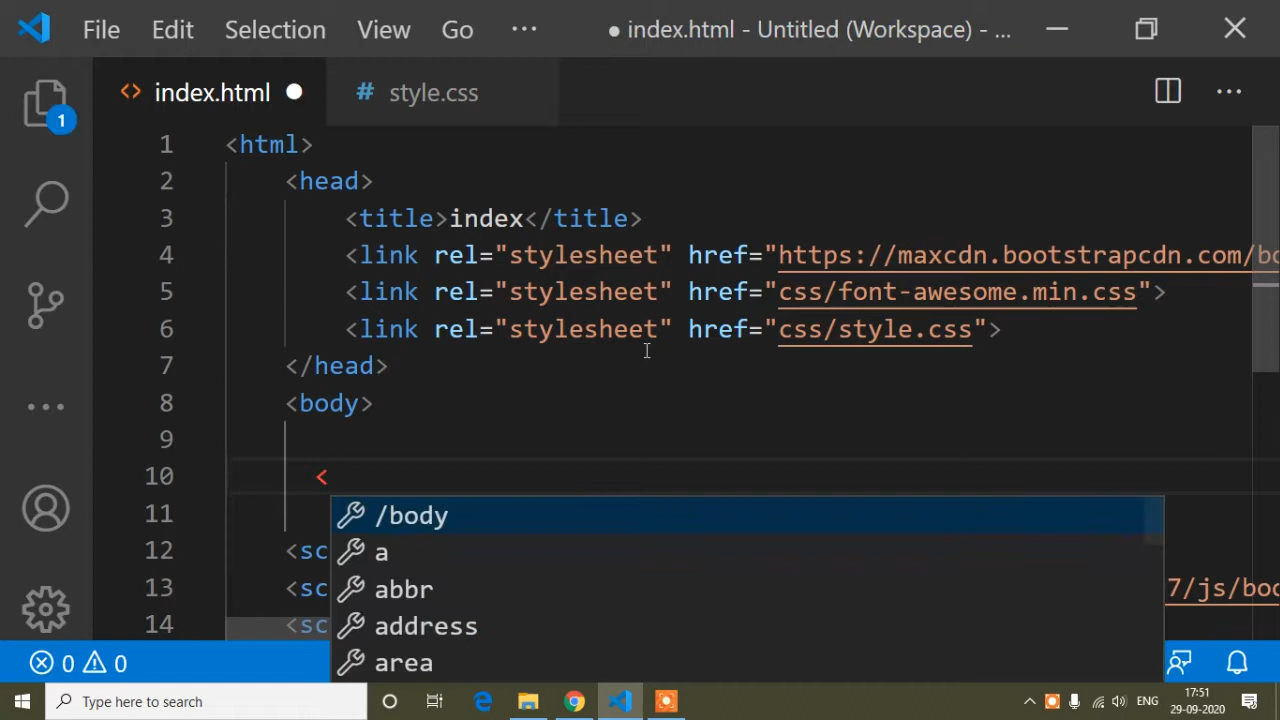 File Edit Selection View Go ··· ● index.html - Untitled (Workspace) - ...
<> index.html ● # style.css ···
1
1 <html>
2 <head>
3 <title>index</title>
4 <link rel="stylesheet" href="https://maxcdn.bootstrapcdn.com/bo
5 <link rel="stylesheet" href="css/font-awesome.min.css">
6 <link rel="stylesheet" href="css/style.css">
7 </head>
8 <body>
9
10 <
11 /body
a
12 <sc
abbr
13 <sc 7/js/boo
address
14 <sc
area
0 0
Type here to search ENG 17:51
29-09-2020